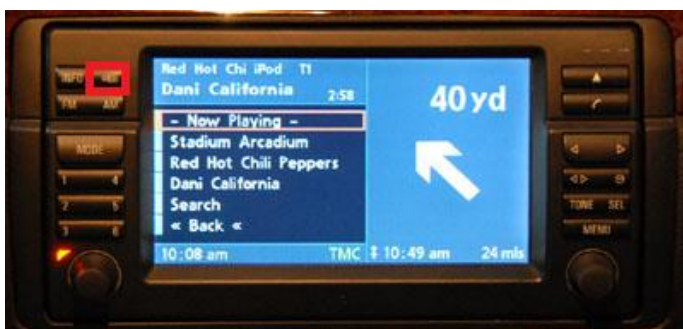 INFO
FM AM
MODE
1 4
2 5
3 6
Red Hot Chi iPod T1
Dani California 2:58
- Now Playing -
Stadium Arcadium
Red Hot Chili Peppers
Dani California
Search
« Back «
10:08 am TMC
40 yd
10:49 am 24 mls
TONE SEL
MENU